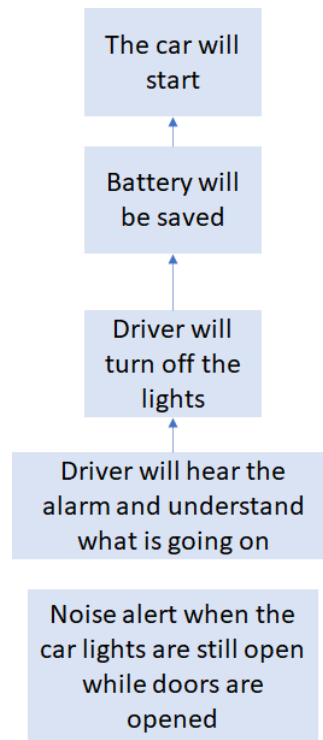 The car will
start
Battery will
be saved
Driver will
turn off the
lights
Driver will hear the
alarm and understand
what is going on
Noise alert when the
car lights are still open
while doors are
opened